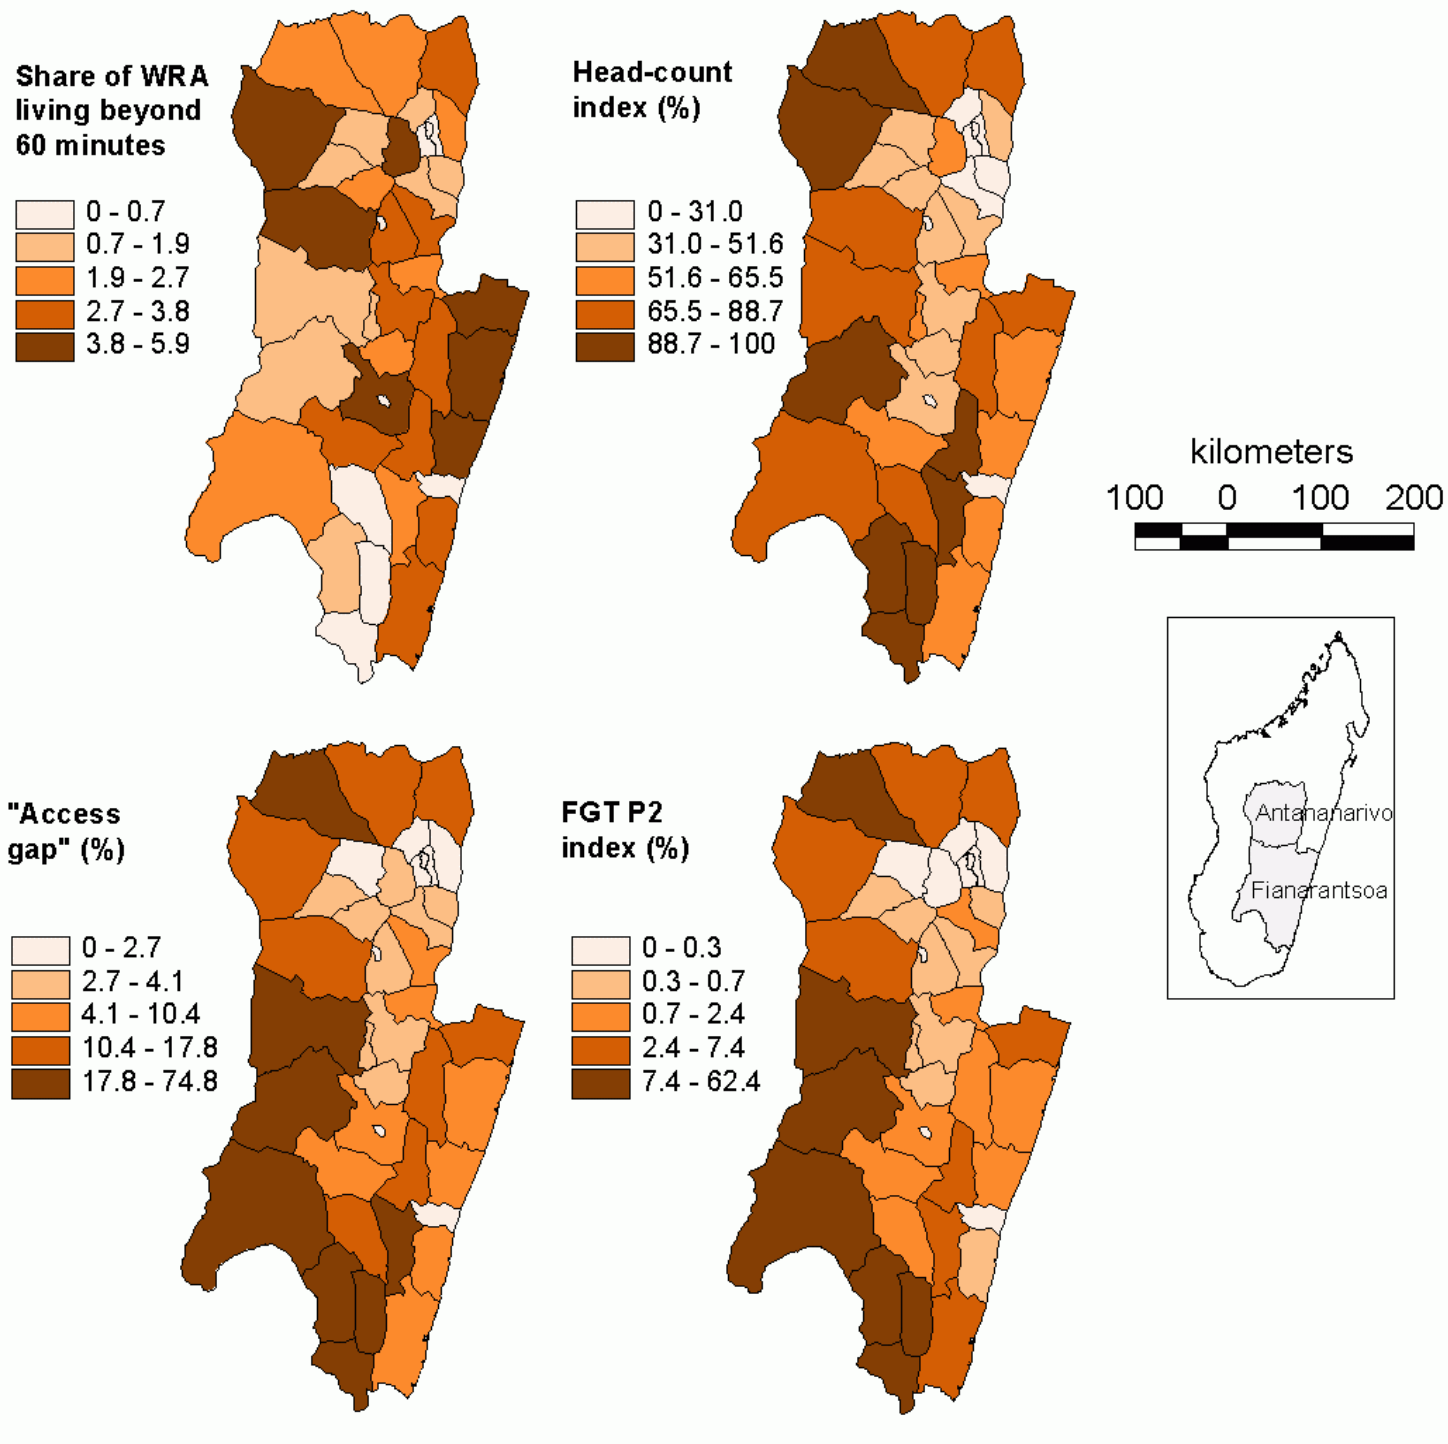 Share of WRA
living beyond
60 minutes
0 - 0.7
0.7 - 1.9
1.9 - 2.7
2.7 - 3.8
3.8 - 5.9
Head-count
index (%)
0 - 31.0
31.0 - 51.6
51.6 - 65.5
65.5 - 88.7
88.7 - 100
kilometers
100 0 100 200
Antananarivo
Fianarantsoa
"Access
gap" (%)
0 - 2.7
2.7 - 4.1
4.1 - 10.4
10.4 - 17.8
17.8 - 74.8
FGT P2
index (%)
0 - 0.3
0.3 - 0.7
0.7 - 2.4
2.4 - 7.4
7.4 - 62.4